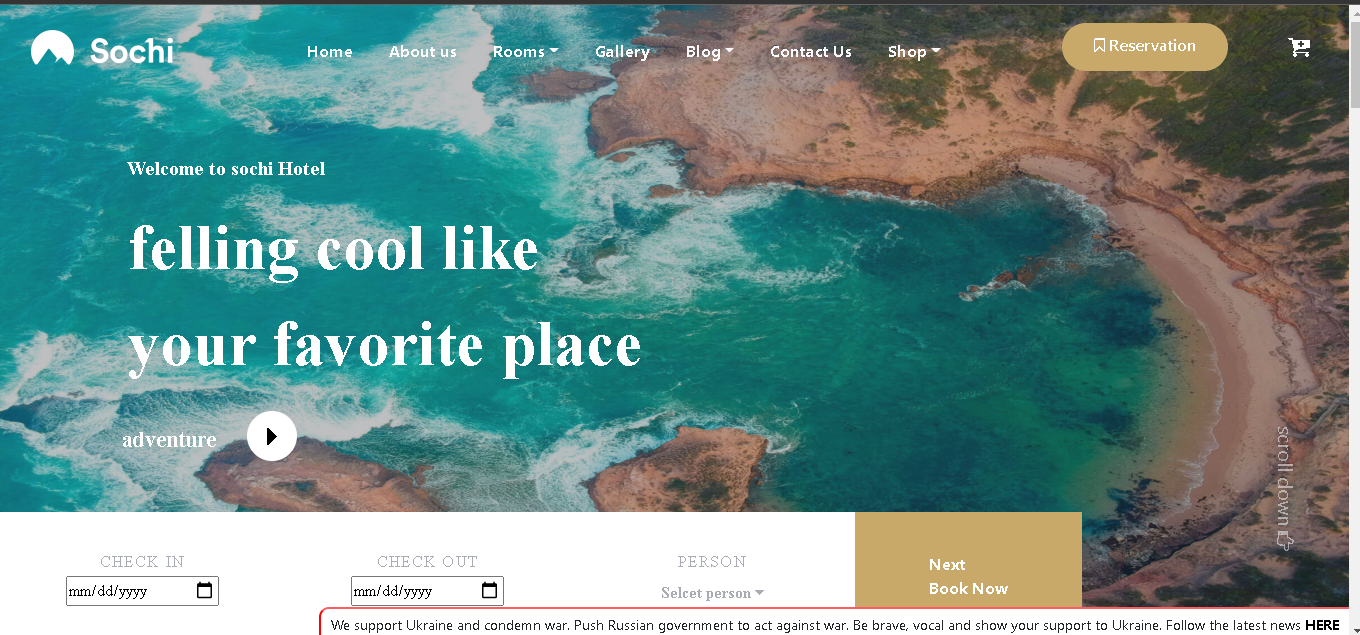 Sochi
Home About us Rooms Gallery Blog Contact Us Shop Reservation
Welcome to sochi Hotel
felling cool like
your favorite place
adventure
scroll down
CHECK IN CHECK OUT PERSON
mm/dd/yyyy mm/dd/yyyy Selcet person
Next
Book Now
We support Ukraine and condemn war. Push Russian government to act against war. Be brave, vocal and show your support to Ukraine. Follow the latest news HERE